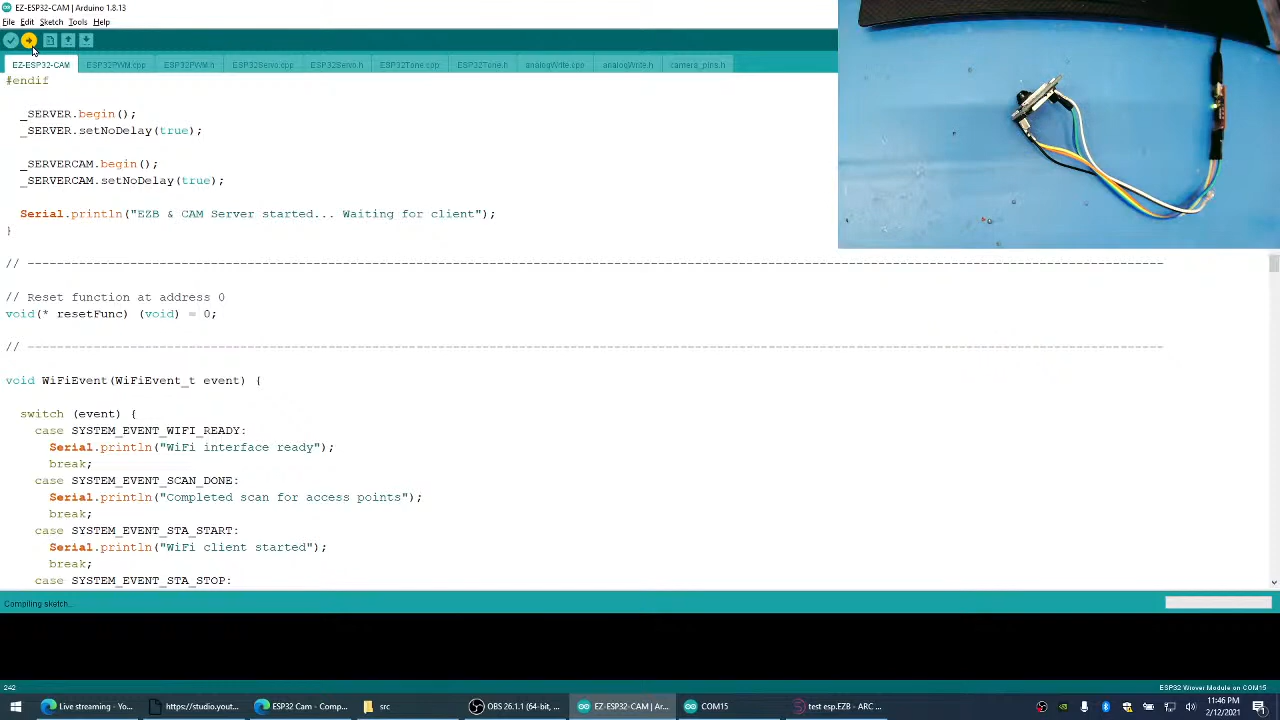 EZ-ESP32-CAM | Arduino 1.8.13
File Edit Sketch Tools Help
EZ-ESP32-CAM ESP32PWM.cpp ESP32PWM.h ESP32Servo.cpp ESP32Servo.h ESP32Tone.cpp ESP32Tone.h analogWrite.cpp analogWrite.h camera_pins.h
#endif
_SERVER.begin();
_SERVER.setNoDelay(true);
_SERVERCAM.begin();
_SERVERCAM.setNoDelay(true);
Serial.println("EZB & CAM Server started... Waiting for client");
}
// ----------------------------------------------------------------------------------------------------------------------------------------------------------
// Reset function at address 0
void(* resetFunc) (void) = 0;
// ----------------------------------------------------------------------------------------------------------------------------------------------------------
void WiFiEvent(WiFiEvent_t event) {
switch (event) {
case SYSTEM_EVENT_WIFI_READY:
Serial.println("WiFi interface ready");
break;
case SYSTEM_EVENT_SCAN_DONE:
Serial.println("Completed scan for access points");
break;
case SYSTEM_EVENT_STA_START:
Serial.println("WiFi client started");
break;
case SYSTEM_EVENT_STA_STOP:
Compiling sketch...
242
ESP32 Wrover Module on COM15
Live streaming - Yo... https://studio.yout... ESP32 Cam - Comp... src OBS 26.1.1 (64-bit, ... EZ-ESP32-CAM | Ar... COM15 test esp.EZB - ARC ...
11:46 PM
2/12/2021